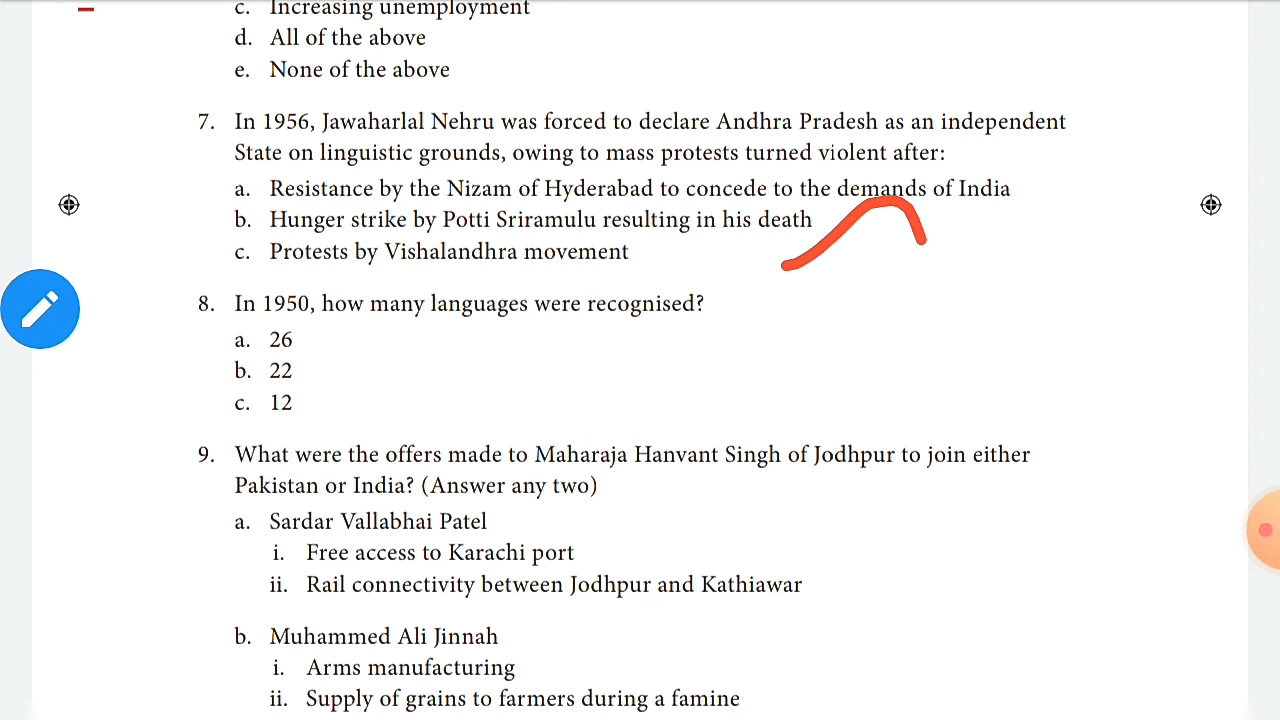 c. Increasing unemployment
d. All of the above
e. None of the above
7. In 1956, Jawaharlal Nehru was forced to declare Andhra Pradesh as an independent
State on linguistic grounds, owing to mass protests turned violent after:
a. Resistance by the Nizam of Hyderabad to concede to the demands of India
b. Hunger strike by Potti Sriramulu resulting in his death
c. Protests by Vishalandhra movement
8. In 1950, how many languages were recognised?
a. 26
b. 22
c. 12
9. What were the offers made to Maharaja Hanvant Singh of Jodhpur to join either
Pakistan or India? (Answer any two)
a. Sardar Vallabhai Patel
i. Free access to Karachi port
ii. Rail connectivity between Jodhpur and Kathiawar
b. Muhammed Ali Jinnah
i. Arms manufacturing
ii. Supply of grains to farmers during a famine